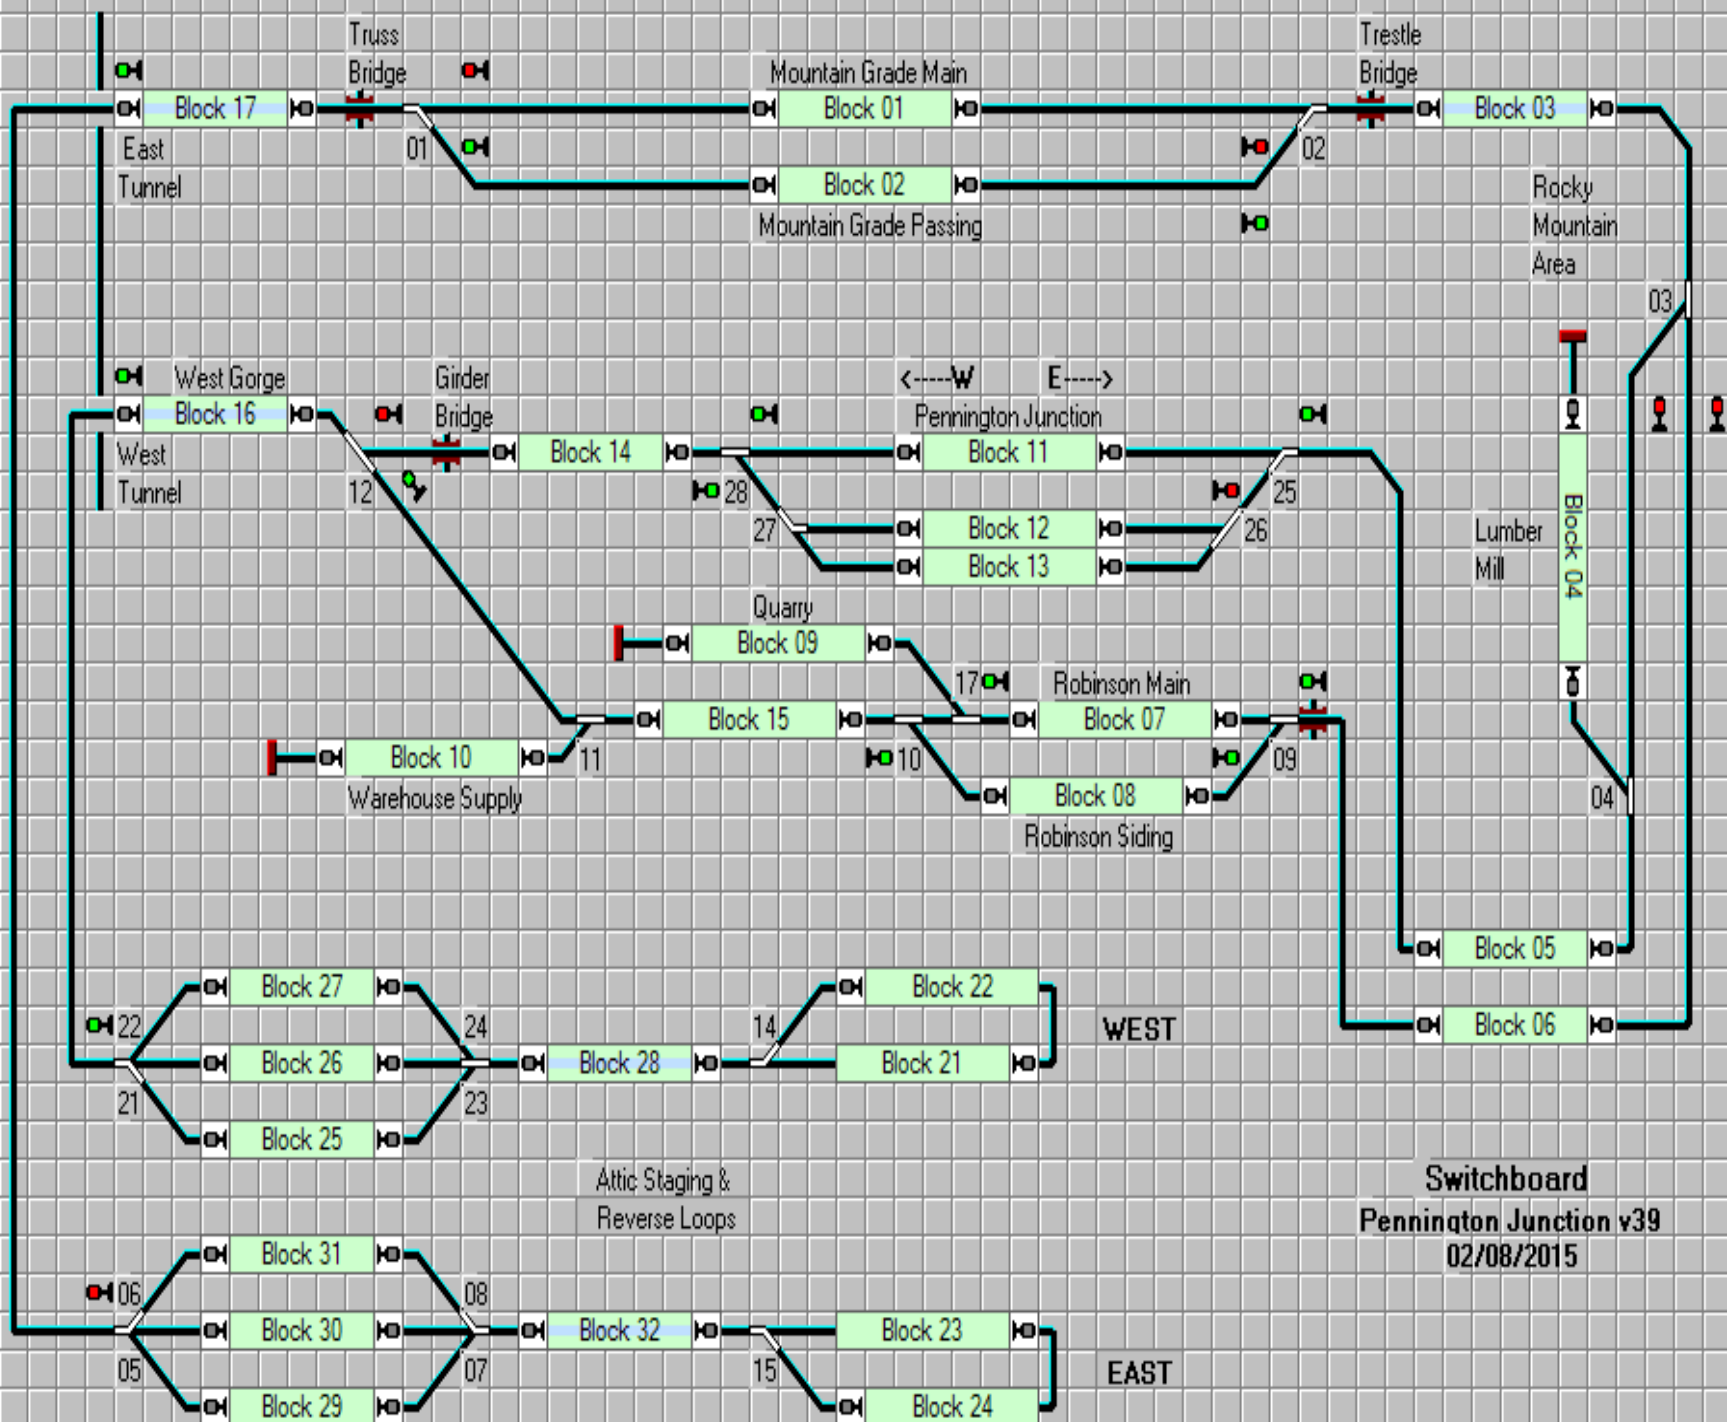 Truss
Trestle
Bridge
Mountain Grade Main
Bridge
Block 17
Block 01
Block 03
East
01
02
Tunnel
Block 02
Rocky
Mountain Grade Passing
Mountain
Area
03
West Gorge
Girder
<-----W E----->
Block 16
Bridge
Pennington Junction
West
Block 14
Block 11
Tunnel
12
28
25
27
Block 12
26
Lumber
Block 04
Block 13
Mill
Quarry
Block 09
17
Robinson Main
Block 15
Block 07
Block 10
11
10
09
Warehouse Supply
Block 08
04
Robinson Siding
Block 05
Block 27
Block 22
22
24
14
WEST
Block 06
Block 26
Block 28
Block 21
21
23
Block 25
Attic Staging &
Switchboard
Reverse Loops
Pennington Junction v39
Block 31
02/08/2015
06
08
Block 30
Block 32
Block 23
05
07
15
EAST
Block 29
Block 24